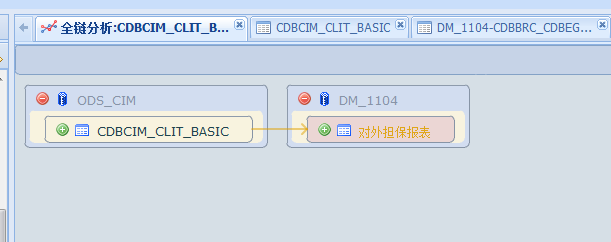 全链分析:CDBCIM_CLIT_B...
CDBCIM_CLIT_BASIC
DM_1104-CDBBRC_CDBEG...
ODS_CIM
DM_1104
CDBCIM_CLIT_BASIC
对外担保报表